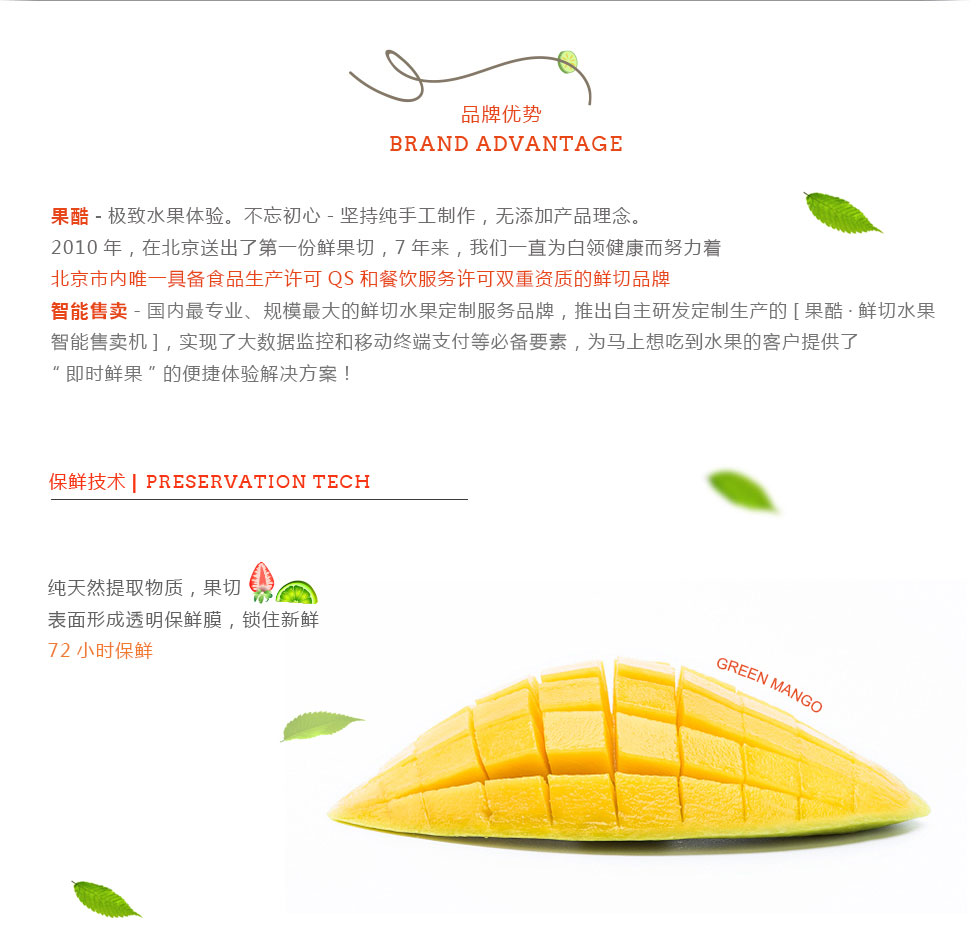 品牌优势
BRAND ADVANTAGE
果酷 - 极致水果体验。不忘初心 - 坚持纯手工制作，无添加产品理念。
2010 年，在北京送出了第一份鲜果切，7 年来，我们一直为白领健康而努力着
北京市内唯一具备食品生产许可 QS 和餐饮服务许可双重资质的鲜切品牌
智能售卖 - 国内最专业、规模最大的鲜切水果定制服务品牌，推出自主研发定制生产的 [ 果酷 · 鲜切水果
智能售卖机 ]，实现了大数据监控和移动终端支付等必备要素，为马上想吃到水果的客户提供了
“ 即时鲜果 ” 的便捷体验解决方案！
保鲜技术 | PRESERVATION TECH
纯天然提取物质，果切
表面形成透明保鲜膜，锁住新鲜
72 小时保鲜
GREEN MANGO